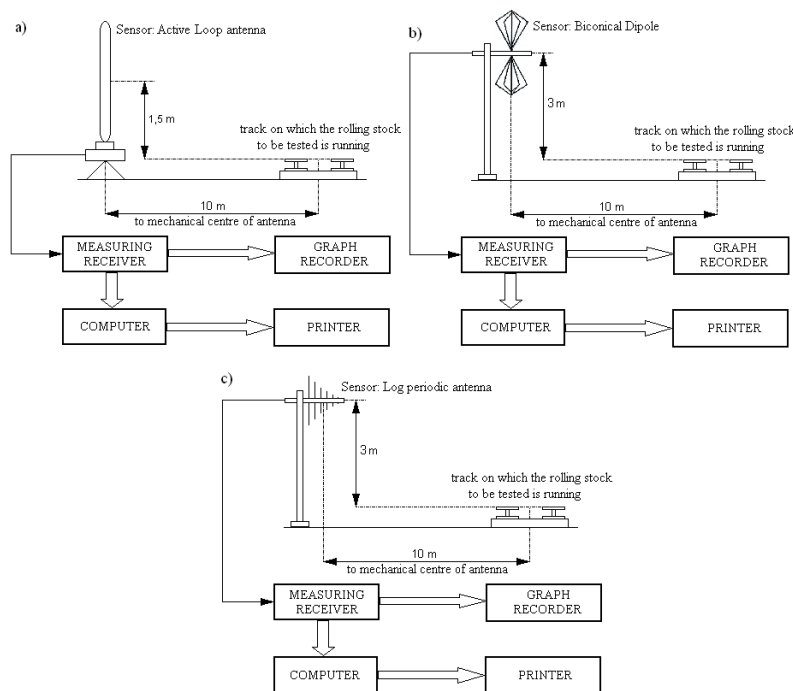 a)
Sensor: Active Loop antenna
1,5 m
track on which the rolling stock
to be tested is running
10 m
to mechanical centre of antenna
MEASURING
RECEIVER
GRAPH
RECORDER
COMPUTER
PRINTER
b)
Sensor: Biconical Dipole
3m
track on which the rolling stock
to be tested is running
10 m
to mechanical centre of antenna
MEASURING
RECEIVER
GRAPH
RECORDER
COMPUTER
PRINTER
c)
Sensor: Log periodic antenna
3m
track on which the rolling stock
to be tested is running
10 m
to mechanical centre of antenna
MEASURING
RECEIVER
GRAPH
RECORDER
COMPUTER
PRINTER